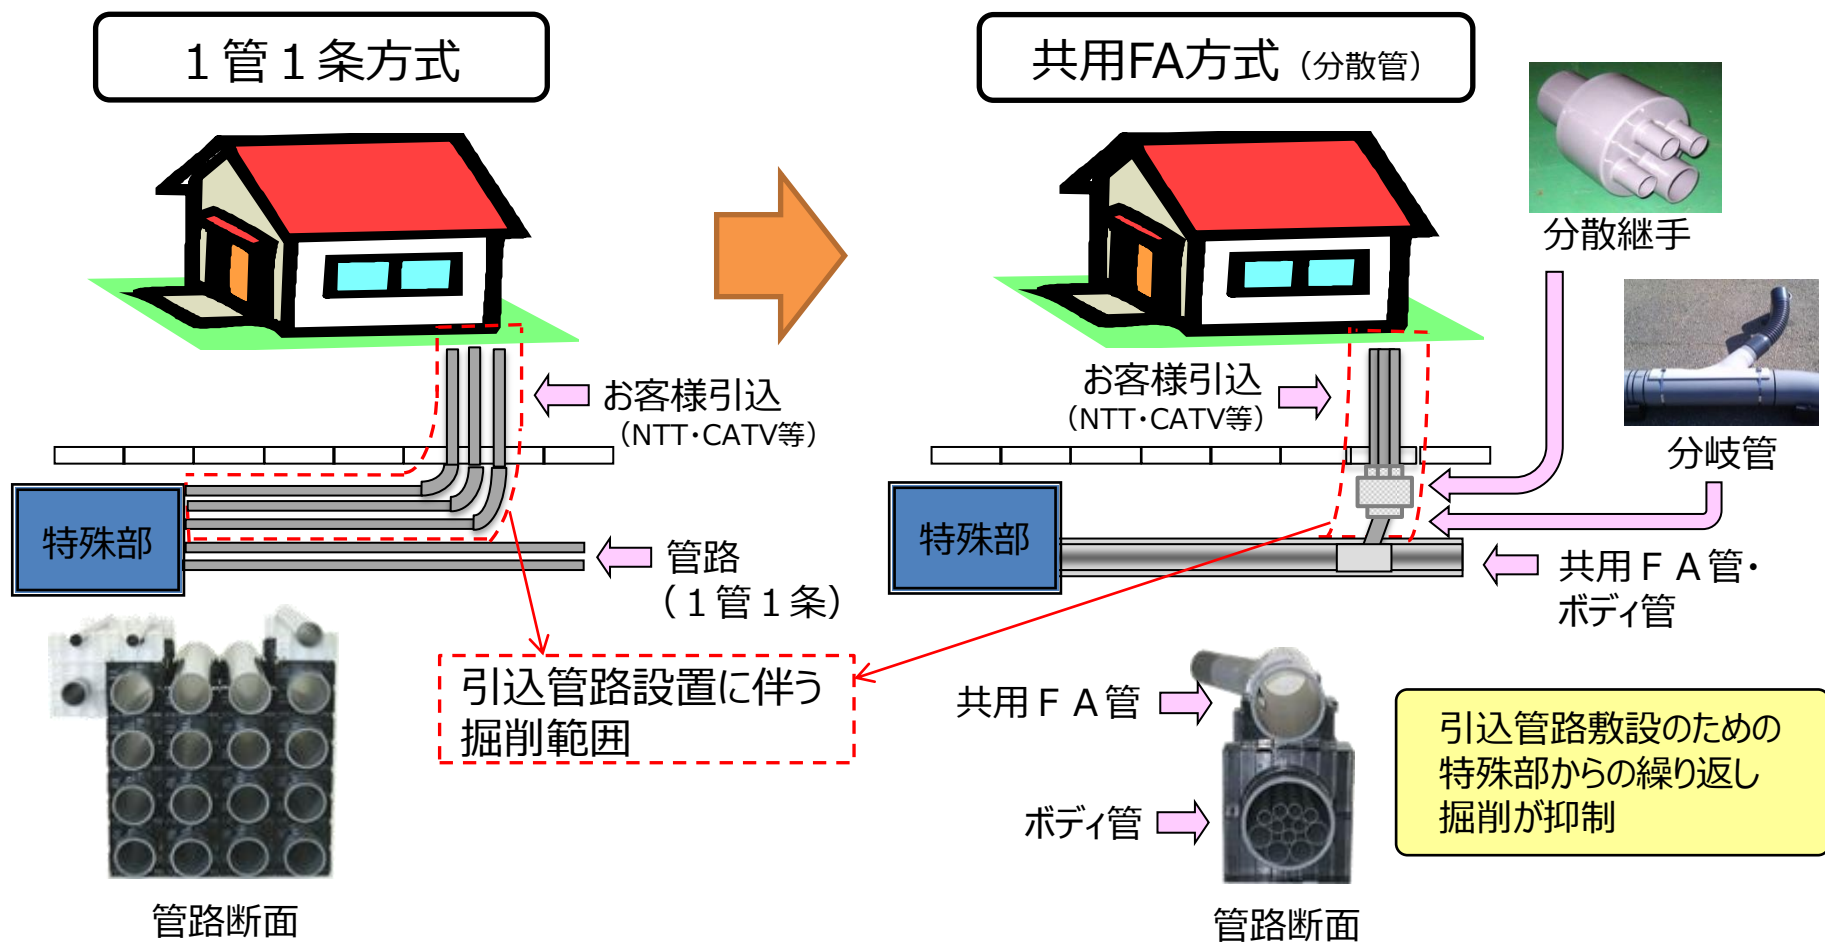 １管１条方式
共用FA方式（分散管）
分散継手
分岐管
お客様引込
（NTT・CATV等）
お客様引込
（NTT・CATV等）
特殊部
特殊部
管路
（１管１条）
共用ＦＡ管・
ボディ管
引込管路設置に伴う
掘削範囲
共用ＦＡ管
ボディ管
引込管路敷設のための
特殊部からの繰り返し
掘削が抑制
管路断面
管路断面